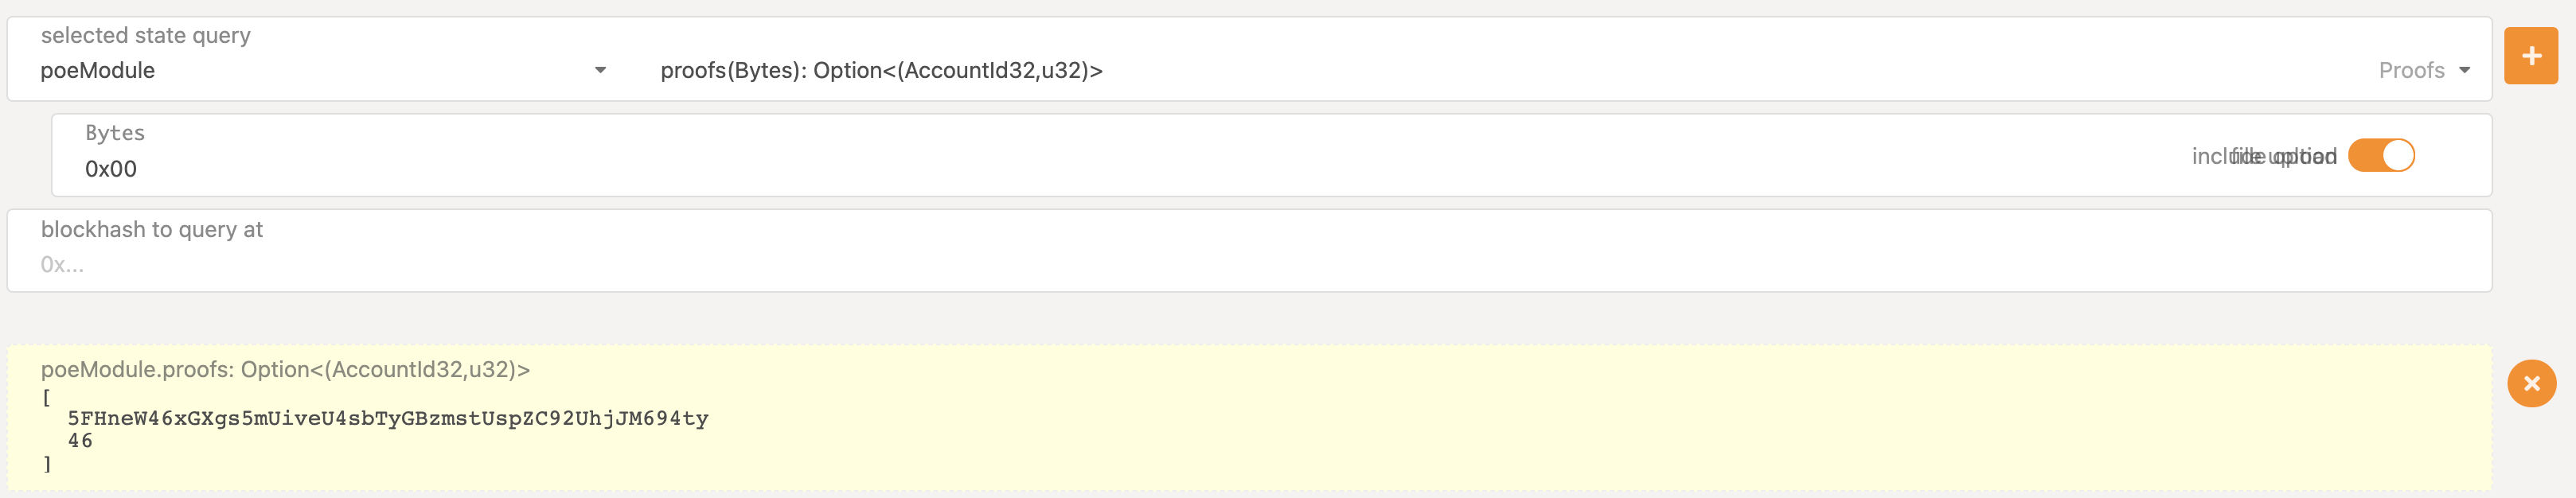 selected state query
poeModule
proofs(Bytes): Option<(AccountId32,u32)>
Proofs
Bytes
0x00
include option
file upload
blockhash to query at
0x...
poeModule.proofs: Option<(AccountId32,u32)>
[
5FHneW46xGXgs5mUiveU4sbTyGBzmstUspZC92UhjJM694ty
46
]